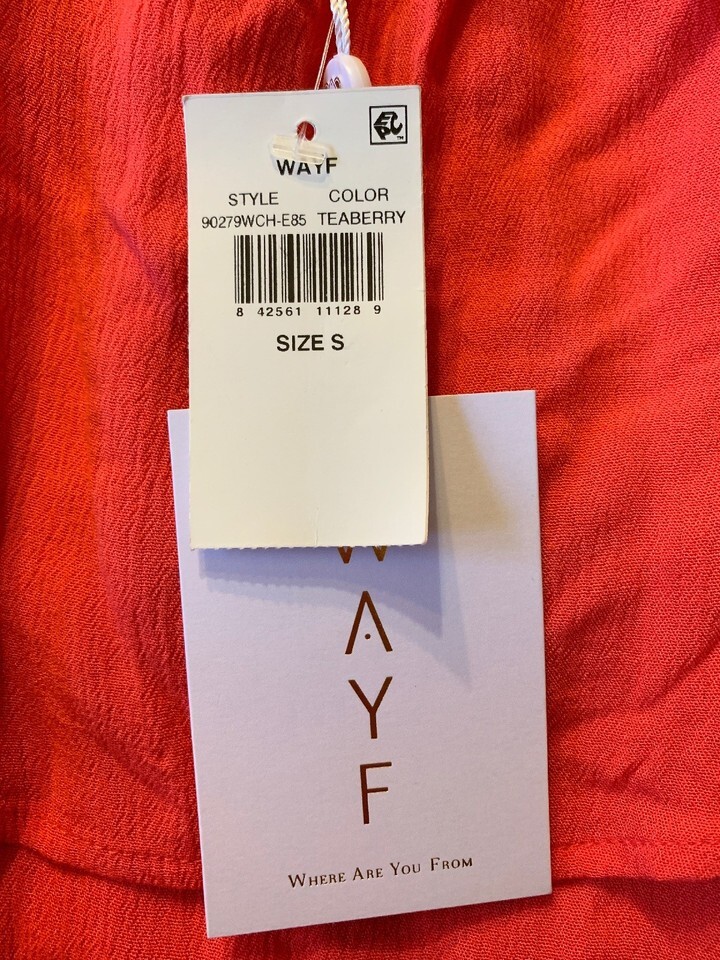 WAYF
STYLE COLOR
90279WCH-E85 TEABERRY
8 42561 11128 9
SIZE S
W
A
Y
F
WHERE ARE YOU FROM